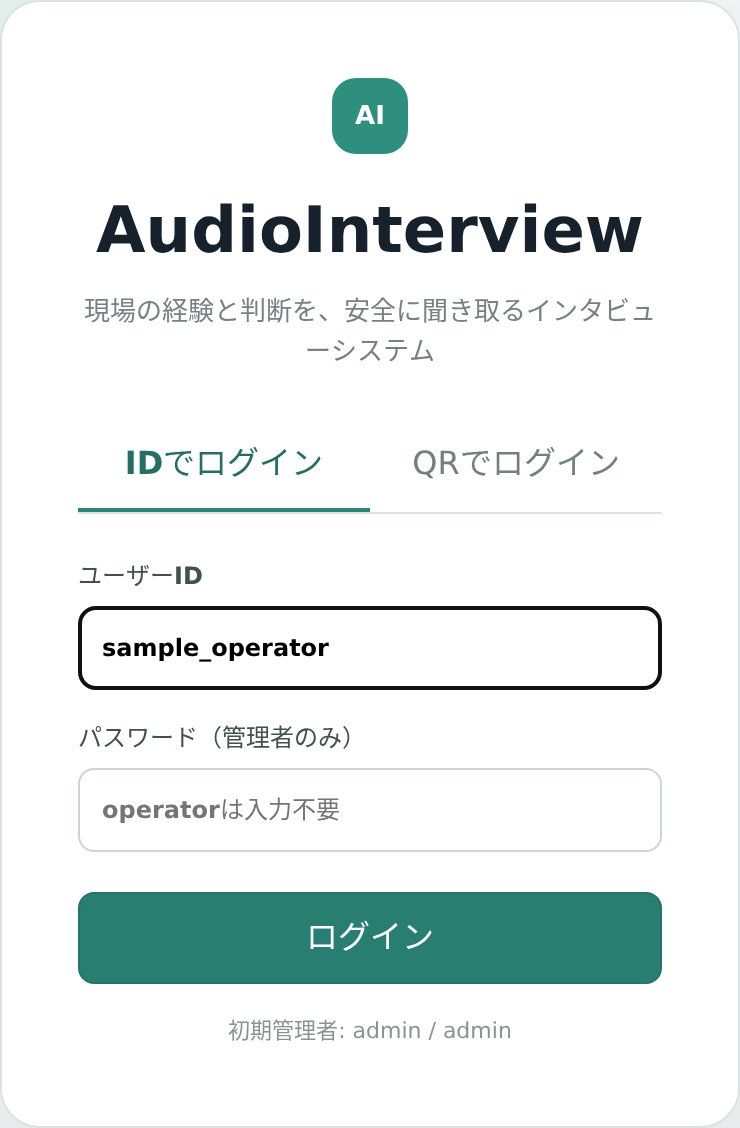 AI
AudioInterview
現場の経験と判断を、安全に聞き取るインタビュ
ーシステム
IDでログイン
QRでログイン
ユーザーID
sample_operator
パスワード（管理者のみ）
operatorは入力不要
ログイン
初期管理者: admin / admin